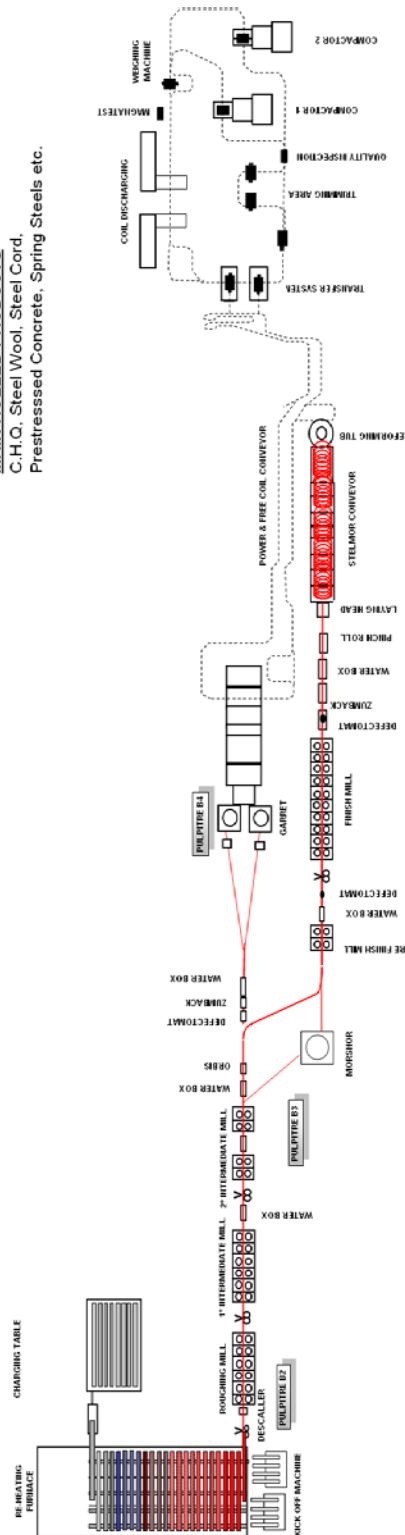 C.H.Q, Steel Wool, Steel Cord,
Prestresssed Concrete, Spring Steels etc.
CHARGING TABLE
RE-HEATING
FURNACE
KICK OFF MACHINE
DESCALLER
PULPITRE B2
ROUGHING MILL
1º INTERMEDIATE MILL
WATER BOX
2º INTERMEDIATE MILL
PULPITRE B3
WATER BOX
ORBIS
MORSHOR
DEFECTOMAT
ZUMBACK
WATER BOX
PULPITRE B4
GARRET
RE FINISH MILL
WATER BOX
DEFECTOMAT
FINISH MILL
DEFECTOMAT
ZUMBACK
WATER BOX
PINCH ROLL
LAYING HEAD
STELMOR CONVEYOR
EFORMING TUB
POWER & FREE COIL CONVEYOR
TRANSFER SYSTEM
COIL DISCHARGING
TRIMMING AREA
QUALITY INSPECTION
MAGNATEST
WEIGHING
MACHINE
COMPACTOR 1
COMPACTOR 2